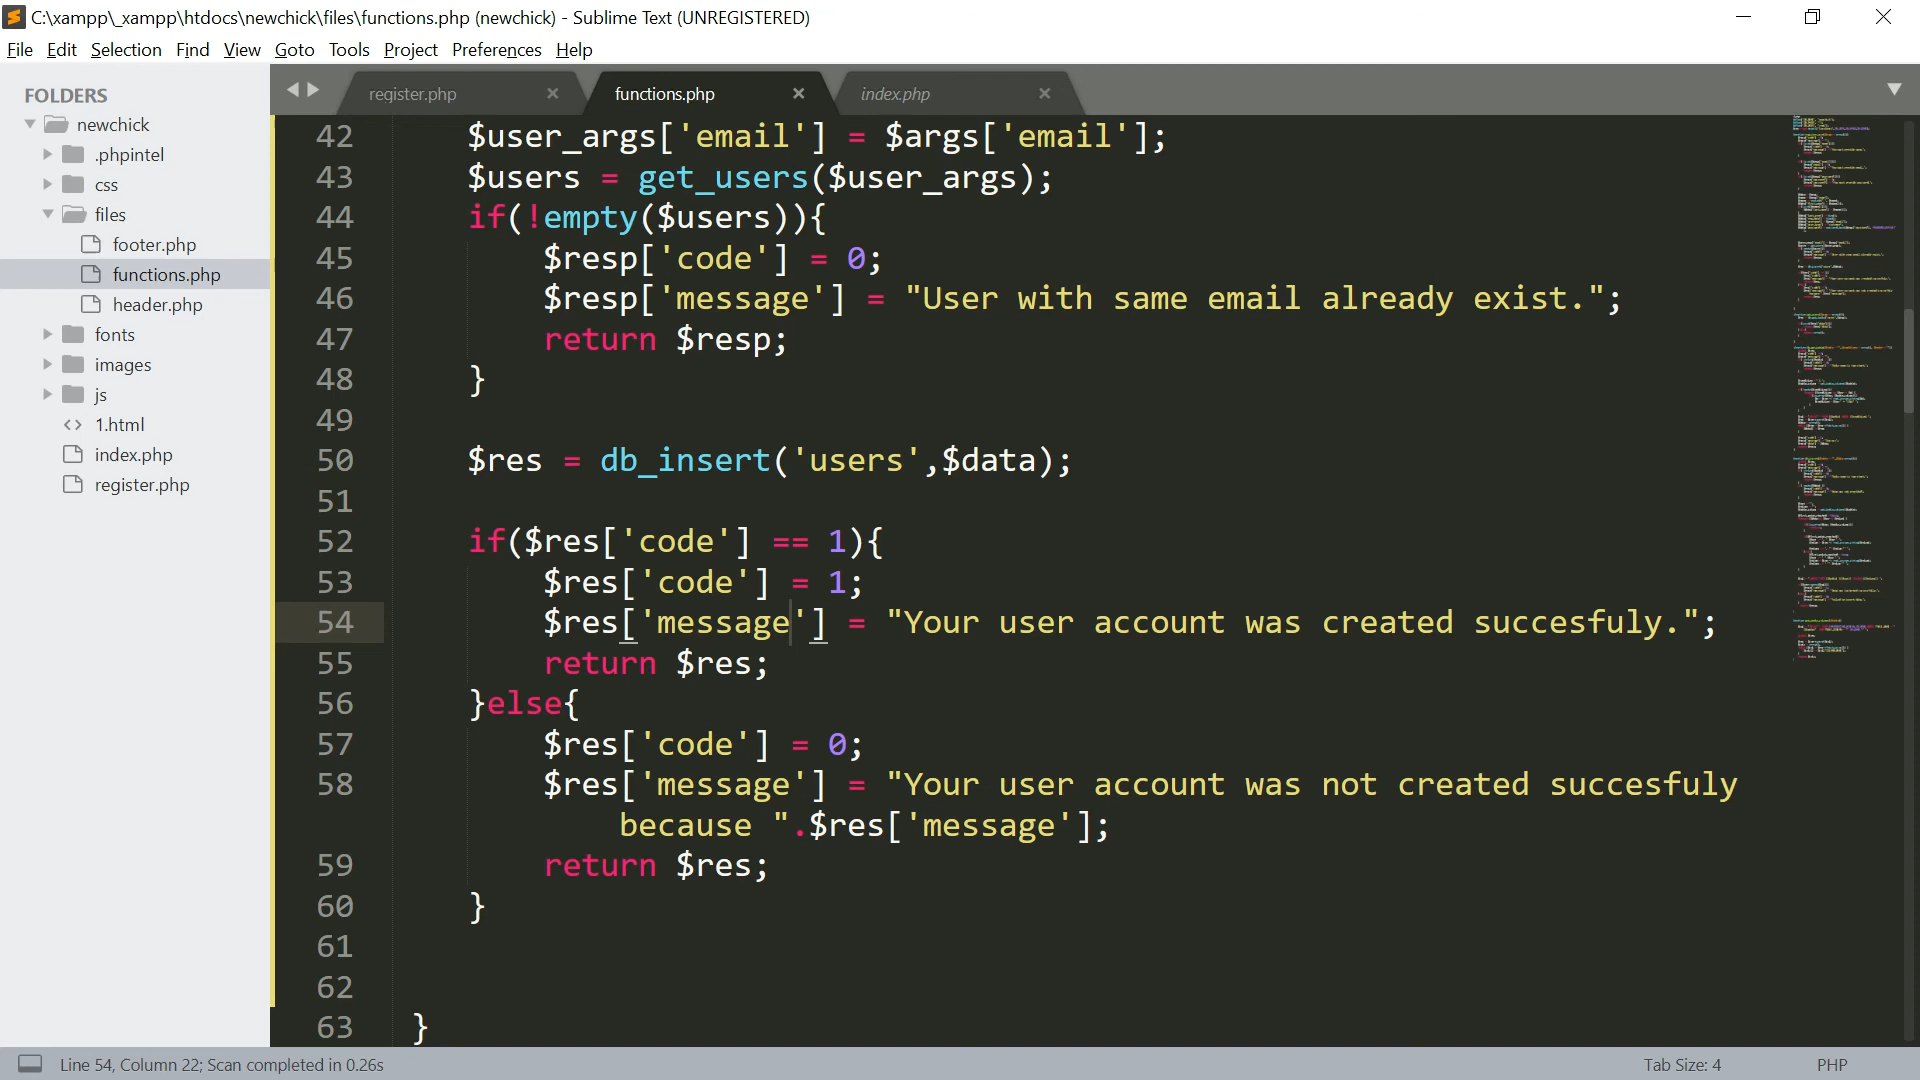 C:\xampp\_xampp\htdocs\newchick\files\functions.php (newchick) - Sublime Text (UNREGISTERED)
File Edit Selection Find View Goto Tools Project Preferences Help
FOLDERS
newchick
.phpintel
css
files
footer.php
functions.php
header.php
fonts
images
js
<> 1.html
index.php
register.php
register.php functions.php index.php
42 $user_args['email'] = $args['email'];
43 $users = get_users($user_args);
44 if(!empty($users)){
45 $resp['code'] = 0;
46 $resp['message'] = "User with same email already exist.";
47 return $resp;
48 }
49
50 $res = db_insert('users',$data);
51
52 if($res['code'] == 1){
53 $res['code'] = 1;
54 $res['message'] = "Your user account was created succesfuly.";
55 return $res;
56 }else{
57 $res['code'] = 0;
58 $res['message'] = "Your user account was not created succesfuly
because ".$res['message'];
59 return $res;
60 }
61
62
63 }
Line 54, Column 22; Scan completed in 0.26s
Tab Size: 4 PHP